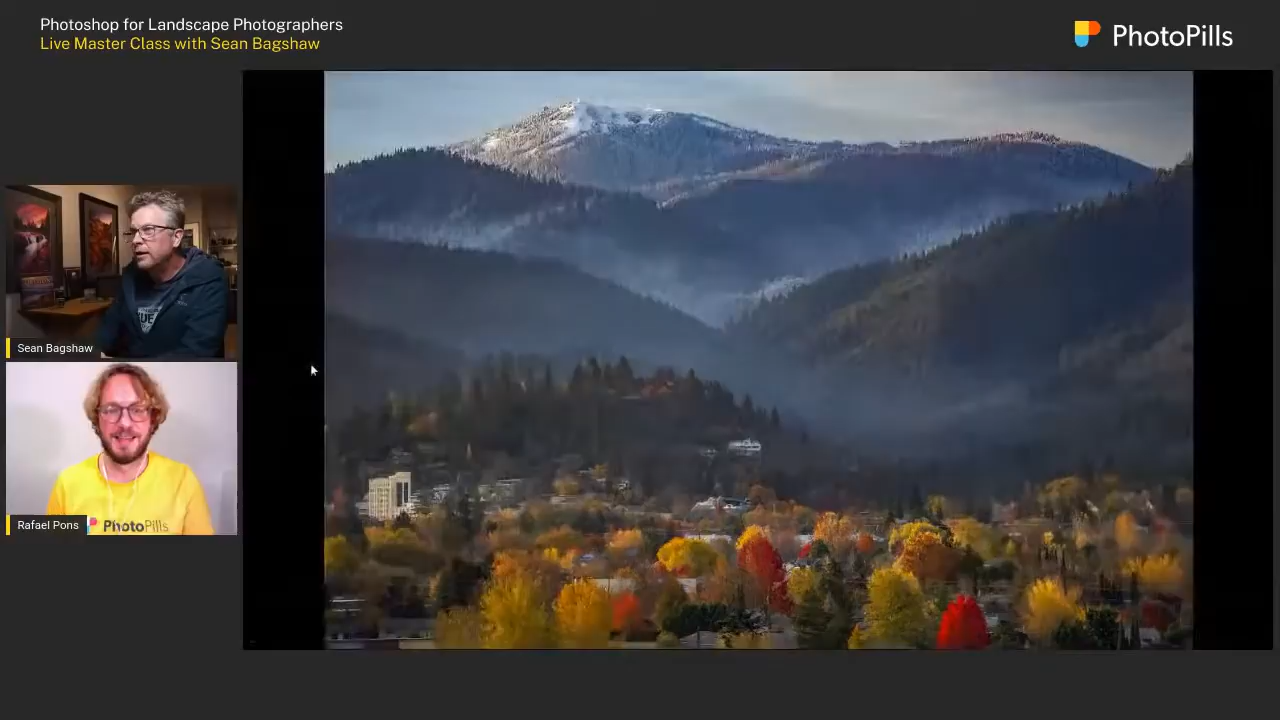 Photoshop for Landscape Photographers
Live Master Class with Sean Bagshaw
PhotoPills
Sean Bagshaw
Rafael Pons
PhotoPills